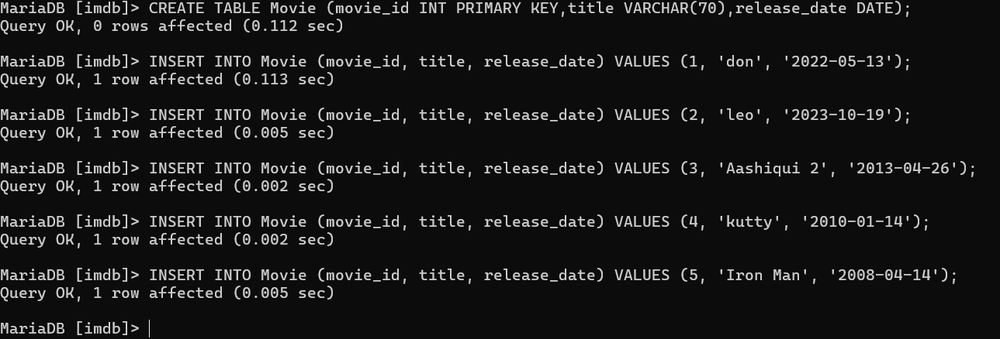 MariaDB [imdb]> CREATE TABLE Movie (movie_id INT PRIMARY KEY,title VARCHAR(70),release_date DATE);
Query OK, 0 rows affected (0.112 sec)
MariaDB [imdb]> INSERT INTO Movie (movie_id, title, release_date) VALUES (1, 'don', '2022-05-13');
Query OK, 1 row affected (0.113 sec)
MariaDB [imdb]> INSERT INTO Movie (movie_id, title, release_date) VALUES (2, 'leo', '2023-10-19');
Query OK, 1 row affected (0.005 sec)
MariaDB [imdb]> INSERT INTO Movie (movie_id, title, release_date) VALUES (3, 'Aashiqui 2', '2013-04-26');
Query OK, 1 row affected (0.002 sec)
MariaDB [imdb]> INSERT INTO Movie (movie_id, title, release_date) VALUES (4, 'kutty', '2010-01-14');
Query OK, 1 row affected (0.002 sec)
MariaDB [imdb]> INSERT INTO Movie (movie_id, title, release_date) VALUES (5, 'Iron Man', '2008-04-14');
Query OK, 1 row affected (0.005 sec)
MariaDB [imdb]>